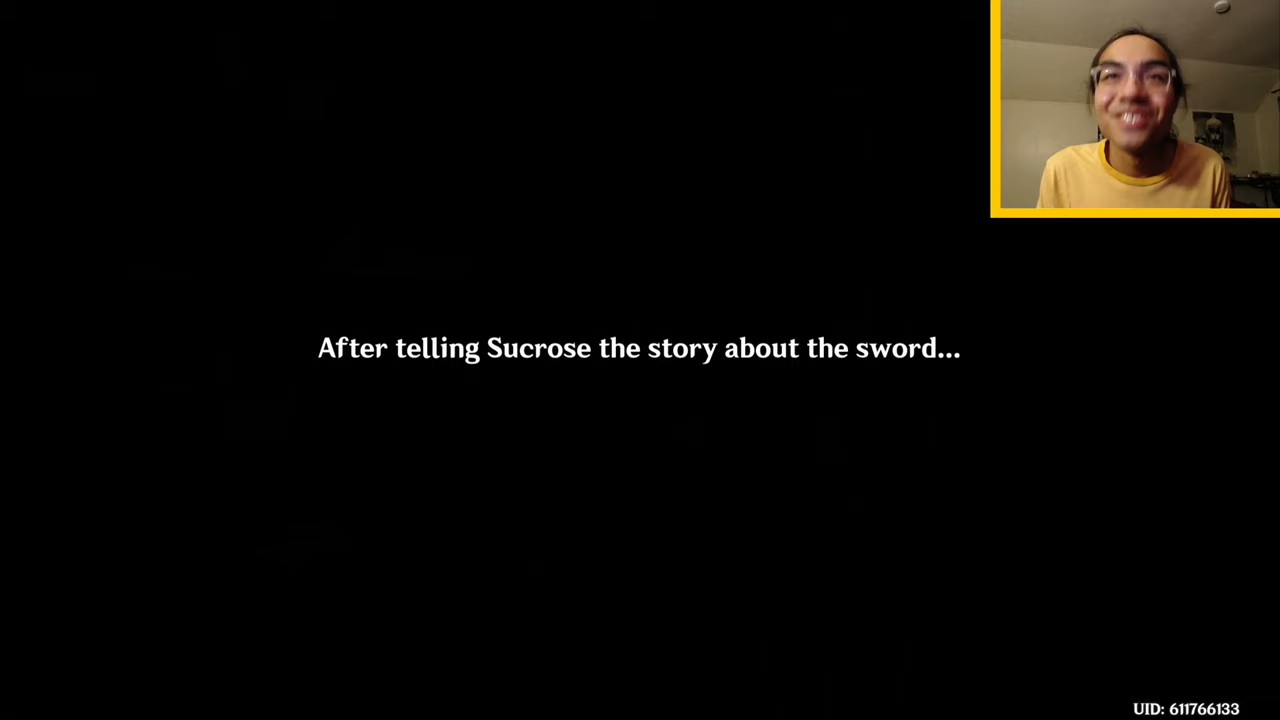 After telling Sucrose the story about the sword...
UID: 611766133